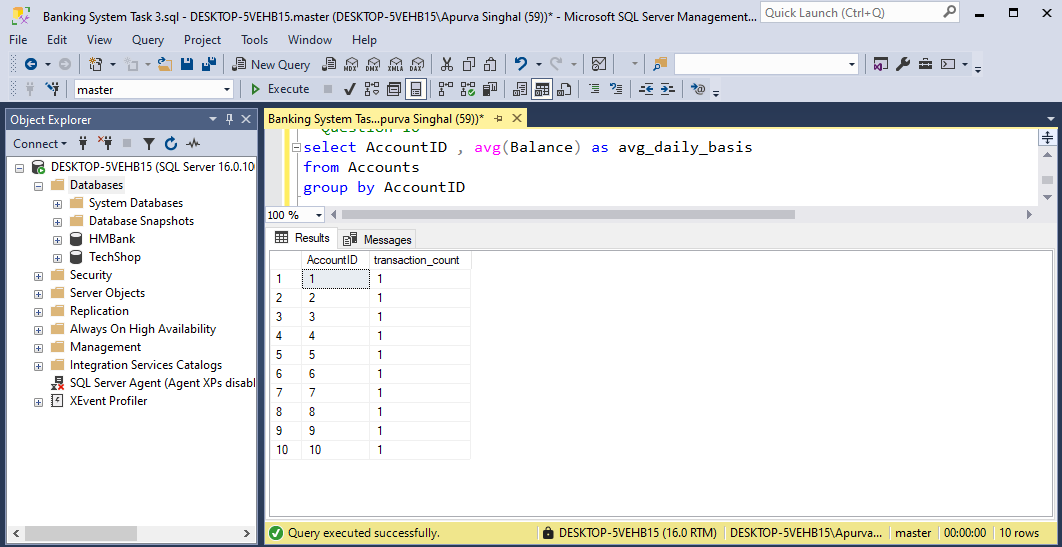 Banking System Task 3.sql - DESKTOP-5VEHB15.master (DESKTOP-5VEHB15\Apurva Singhal (59))* - Microsoft SQL Server Management...
Quick Launch (Ctrl+Q)
File Edit View Query Project Tools Window Help
New Query MDX DMX XMLA DAX
master Execute
Object Explorer
Connect
DESKTOP-5VEHB15 (SQL Server 16.0.10
Databases
System Databases
Database Snapshots
HMBank
TechShop
Security
Server Objects
Replication
Always On High Availability
Management
Integration Services Catalogs
SQL Server Agent (Agent XPs disabl
XEvent Profiler
Banking System Tas...purva Singhal (59))*
select AccountID , avg(Balance) as avg_daily_basis
from Accounts
group by AccountID
100 %
Results Messages
AccountID transaction_count
1 1 1
2 2 1
3 3 1
4 4 1
5 5 1
6 6 1
7 7 1
8 8 1
9 9 1
10 10 1
Query executed successfully. DESKTOP-5VEHB15 (16.0 RTM) DESKTOP-5VEHB15\Apurva... master 00:00:00 10 rows